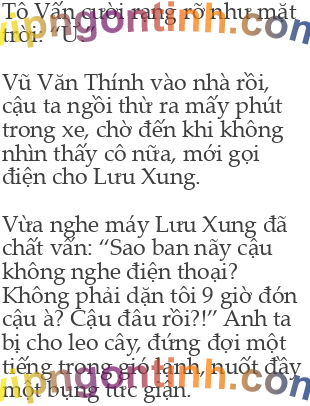 Tô Vấn cười rạng rỡ như mặt
trời: “Ừ.”
Vũ Văn Thính vào nhà rồi,
cậu ta ngồi thừ ra mấy phút
trong xe, chờ đến khi không
nhìn thấy cô nữa, mới gọi
điện cho Lưu Xung.
Vừa nghe máy Lưu Xung đã
chất vấn: “Sao ban nãy cậu
không nghe điện thoại?
Không phải dặn tôi 9 giờ đón
cậu à? Cậu đâu rồi?!” Anh ta
bị cho leo cây, đứng đợi một
tiếng trong gió lạnh, nuốt đầy
một bụng tức giận.
vipngontinh.com
vipngontinh.com